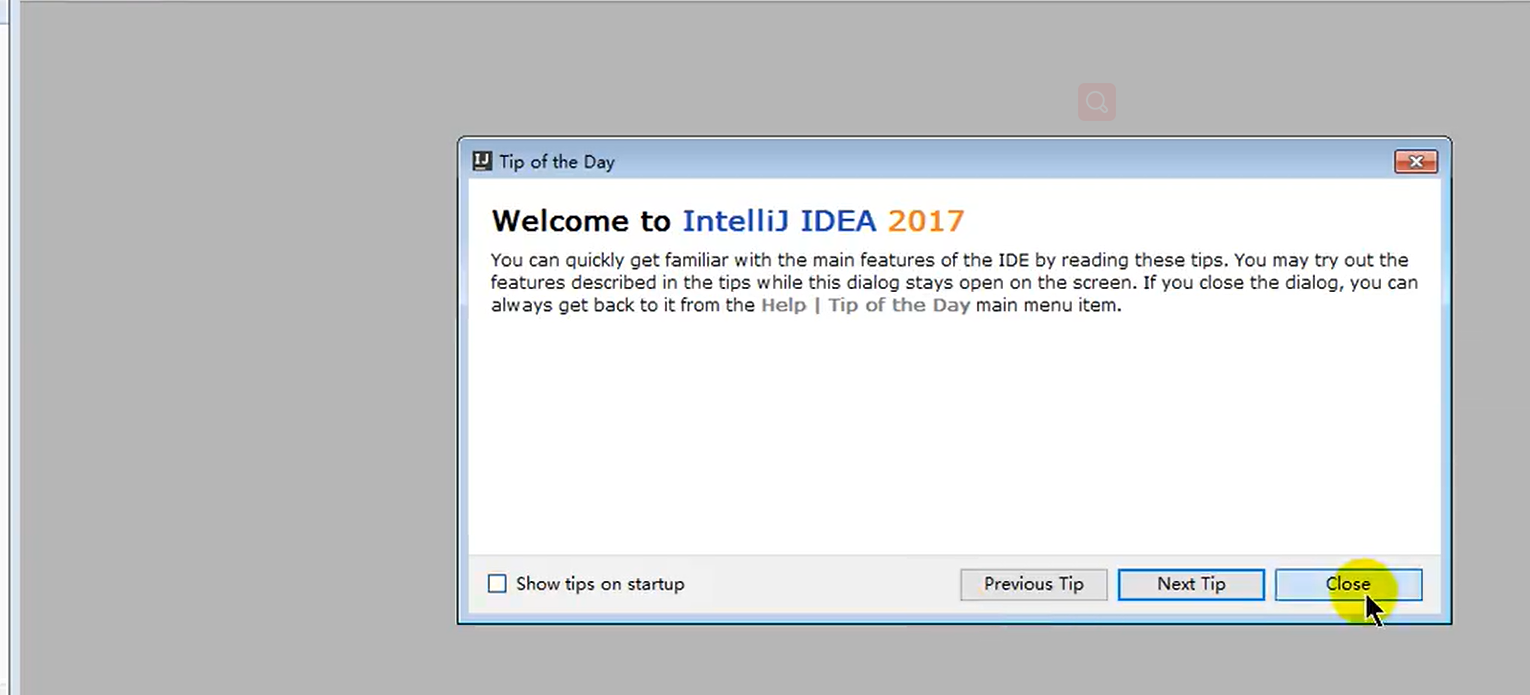 Tip of the Day
Welcome to IntelliJ IDEA 2017
You can quickly get familiar with the main features of the IDE by reading these tips. You may try out the
features described in the tips while this dialog stays open on the screen. If you close the dialog, you can
always get back to it from the Help | Tip of the Day main menu item.
Show tips on startup
Previous Tip
Next Tip
Close